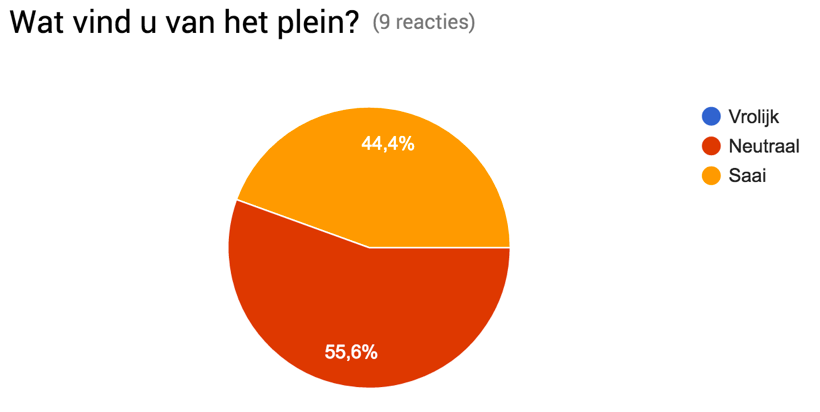 Wat vind u van het plein? (9 reacties)
Vrolijk
Neutraal
Saai
44,4%
55,6%